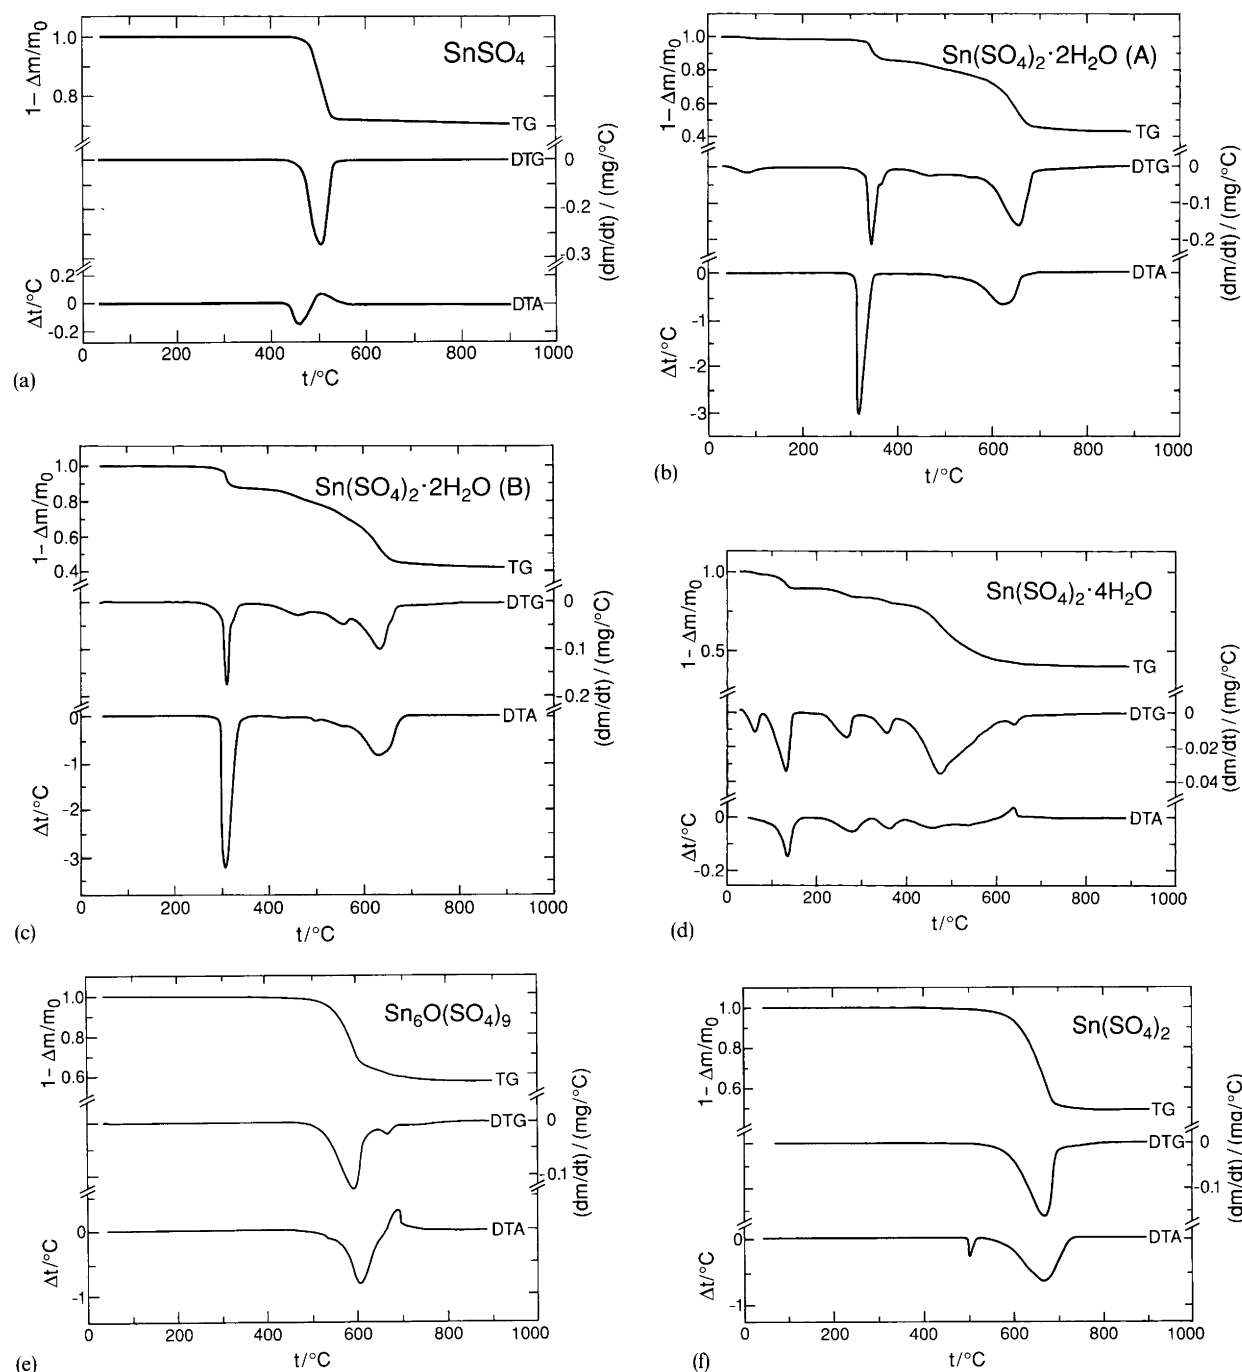 SnSO₄
1.0
0.8
1– Δm/m₀
TG
DTG
0
-0.2
-0.3
(dm/dt) / (mg/°C)
0.2
0
-0.2
Δt/°C
DTA
0 200 400 600 800 1000
t/°C
(a)
Sn(SO₄)₂·2H₂O (A)
1.0
0.8
0.6
0.4
1– Δm/m₀
TG
DTG
0
-0.1
-0.2
(dm/dt) / (mg/°C)
0
-1
-2
-3
Δt/°C
DTA
0 200 400 600 800 1000
t/°C
(b)
Sn(SO₄)₂·2H₂O (B)
1.0
0.8
0.6
0.4
1– Δm/m₀
TG
DTG
0
-0.1
-0.2
(dm/dt) / (mg/°C)
0
-1
-2
-3
Δt/°C
DTA
0 200 400 600 800 1000
t/°C
(c)
Sn(SO₄)₂·4H₂O
1.0
0.5
1– Δm/m₀
TG
DTG
0
-0.02
-0.04
(dm/dt) / (mg/°C)
0
-0.2
Δt/°C
DTA
0 200 400 600 800 1000
t/°C
(d)
Sn₆O(SO₄)₉
1.0
0.8
0.6
1– Δm/m₀
TG
DTG
0
-0.1
(dm/dt) / (mg/°C)
0
-1
Δt/°C
DTA
0 200 400 600 800 1000
t/°C
(e)
Sn(SO₄)₂
1.0
0.8
0.6
1– Δm/m₀
TG
DTG
0
-0.1
(dm/dt) / (mg/°C)
0
-1
Δt/°C
DTA
0 200 400 600 800 1000
t/°C
(f)